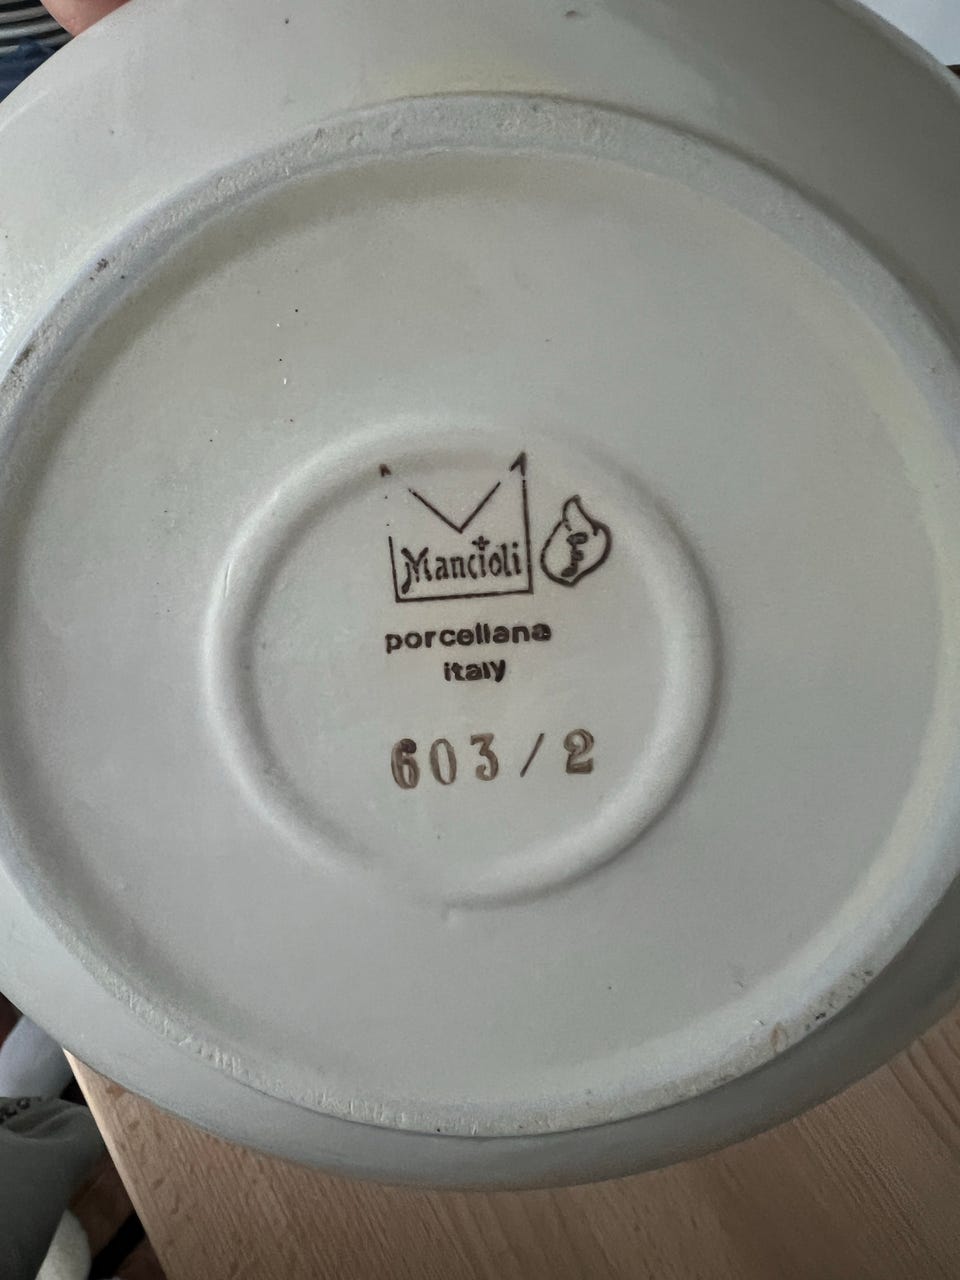 Mancioli
porcellana
italy
603/2